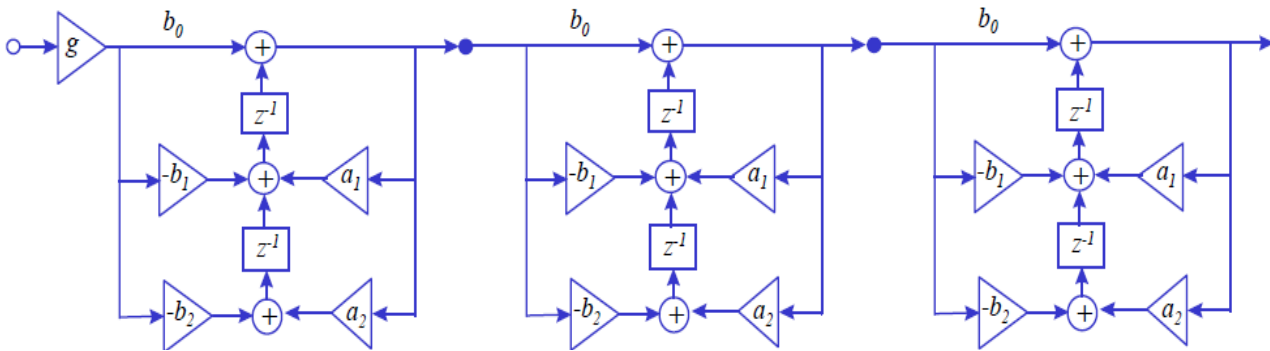 b₀ b₀ b₀
g + + +
z⁻¹ z⁻¹ z⁻¹
-b₁ + a₁ -b₁ + a₁ -b₁ + a₁
z⁻¹ z⁻¹ z⁻¹
-b₂ + a₂ -b₂ + a₂ -b₂ + a₂